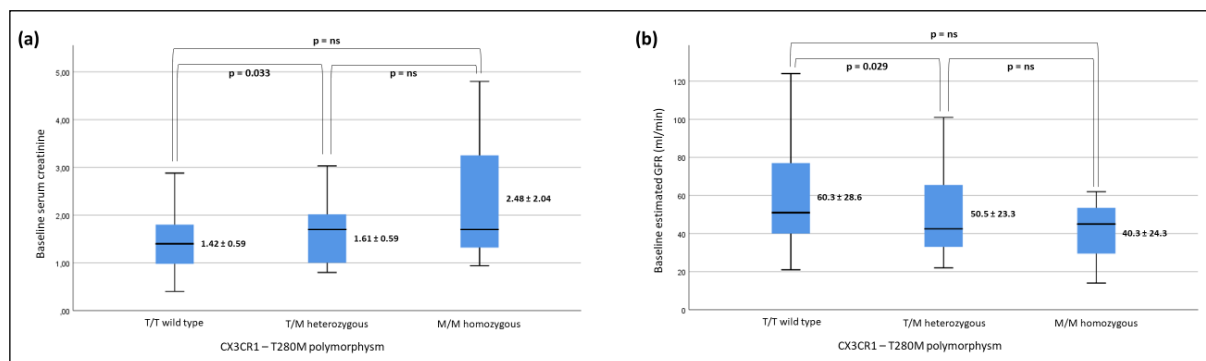 (a)
p = ns
p = 0.033
p = ns
Baseline serum creatinine
5,00
4,00
3,00
2,00
1,00
,00
1.42 ± 0.59
1.61 ± 0.59
2.48 ± 2.04
T/T wild type
T/M heterozygous
M/M homozygous
CX3CR1 – T280M polymorphysm
(b)
p = ns
p = 0.029
p = ns
Baseline estimated GFR (ml/min)
120
100
80
60
40
20
0
60.3 ± 28.6
50.5 ± 23.3
40.3 ± 24.3
T/T wild type
T/M heterozygous
M/M homozygous
CX3CR1 – T280M polymorphysm